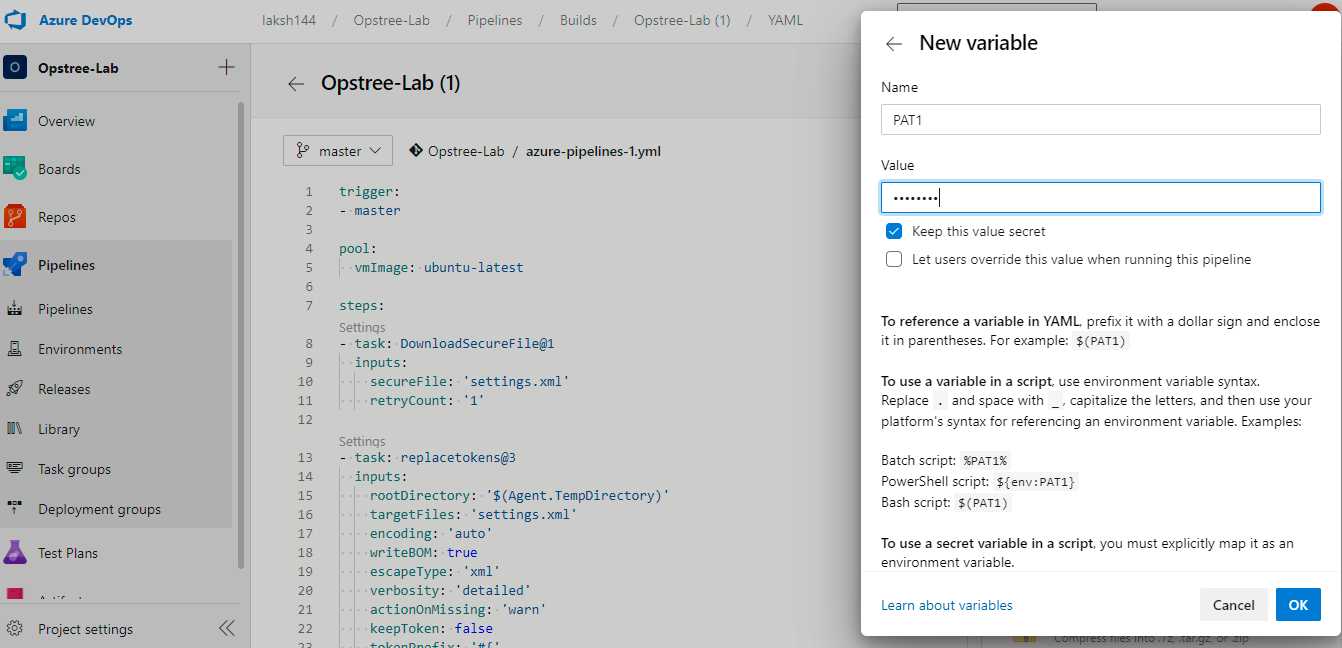 Azure DevOps
laksh144 / Opstree-Lab / Pipelines / Builds / Opstree-Lab (1) / YAML
O Opstree-Lab +
Overview
Boards
Repos
Pipelines
Pipelines
Environments
Releases
Library
Task groups
Deployment groups
Test Plans
Project settings
Opstree-Lab (1)
master Opstree-Lab / azure-pipelines-1.yml
1 trigger:
2 - master
3
4 pool:
5 vmImage: ubuntu-latest
6
7 steps:
Settings
8 - task: DownloadSecureFile@1
9 inputs:
10 secureFile: 'settings.xml'
11 retryCount: '1'
12
Settings
13 - task: replacetokens@3
14 inputs:
15 rootDirectory: '$(Agent.TempDirectory)'
16 targetFiles: 'settings.xml'
17 encoding: 'auto'
18 writeBOM: true
19 escapeType: 'xml'
20 verbosity: 'detailed'
21 actionOnMissing: 'warn'
22 keepToken: false
23 tokenPrefix: '#{'
New variable
Name
PAT1
Value
••••••••
Keep this value secret
Let users override this value when running this pipeline
To reference a variable in YAML, prefix it with a dollar sign and enclose
it in parentheses. For example: $(PAT1)
To use a variable in a script, use environment variable syntax.
Replace . and space with _, capitalize the letters, and then use your
platform's syntax for referencing an environment variable. Examples:
Batch script: %PAT1%
PowerShell script: ${env:PAT1}
Bash script: $(PAT1)
To use a secret variable in a script, you must explicitly map it as an
environment variable.
Learn about variables
Cancel
OK
Compress files into .7z, .tar.gz, or .zip